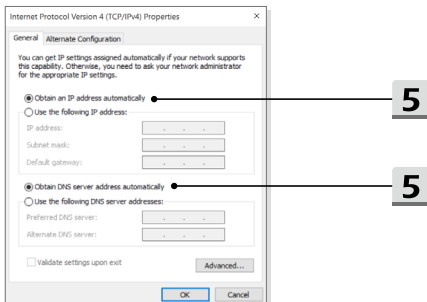 Internet Protocol Version 4 (TCP/IPv4) Properties
General Alternate Configuration
You can get IP settings assigned automatically if your network supports
this capability. Otherwise, you need to ask your network administrator
for the appropriate IP settings.
Obtain an IP address automatically
5
Use the following IP address:
IP address:
Subnet mask:
Default gateway:
Obtain DNS server address automatically
5
Use the following DNS server addresses:
Preferred DNS server:
Alternate DNS server:
Validate settings upon exit
Advanced...
OK Cancel